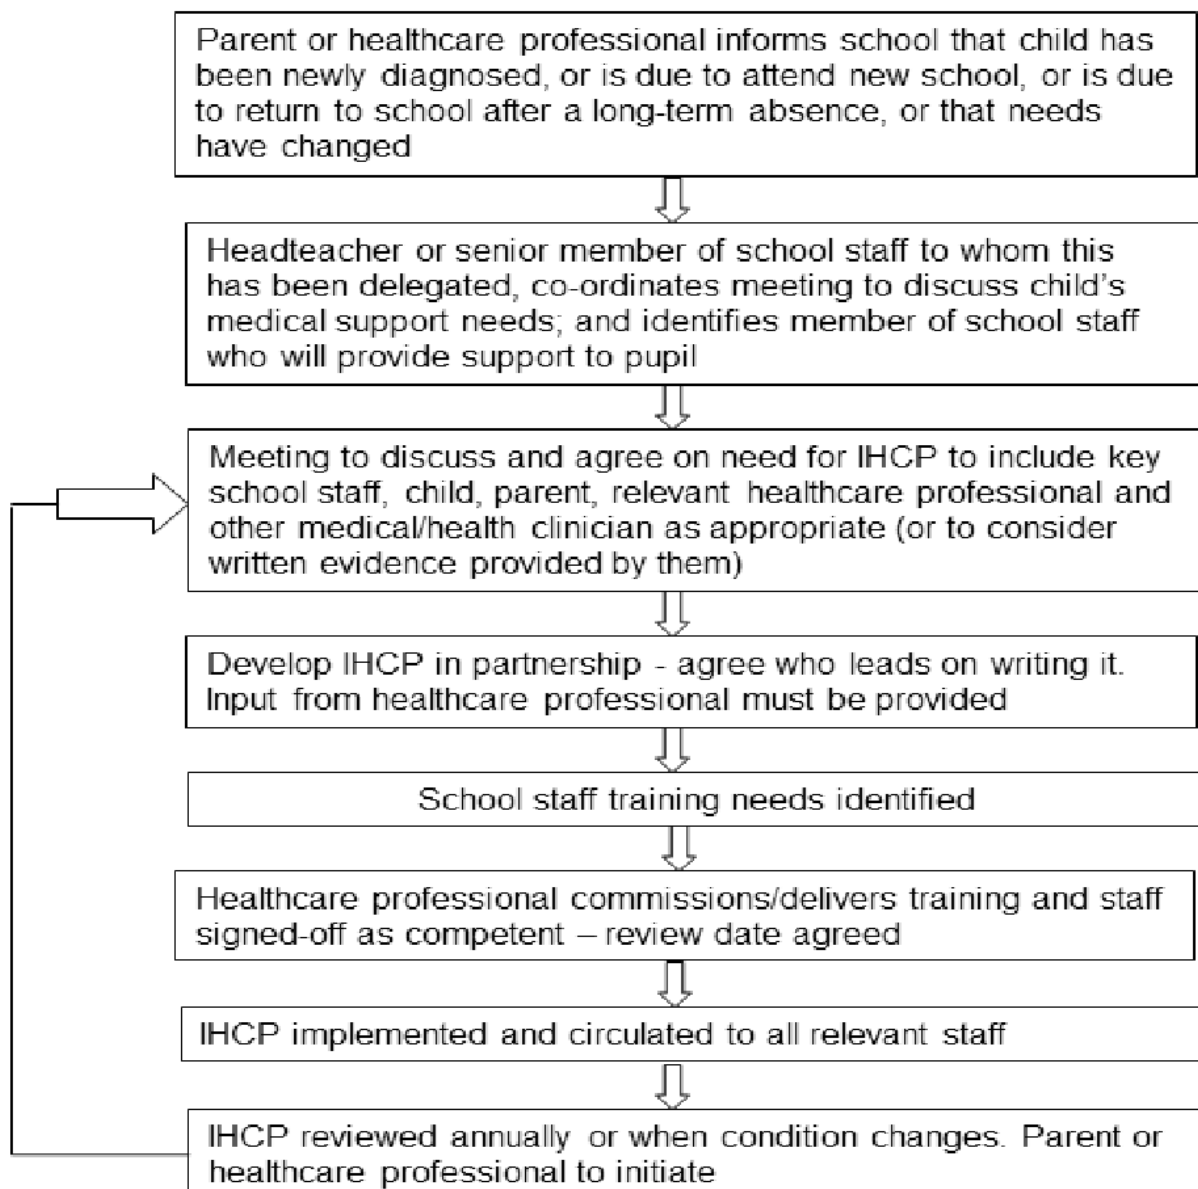 Parent or healthcare professional informs school that child has
been newly diagnosed, or is due to attend new school, or is due
to return to school after a long-term absence, or that needs
have changed
Headteacher or senior member of school staff to whom this
has been delegated, co-ordinates meeting to discuss child's
medical support needs; and identifies member of school staff
who will provide support to pupil
Meeting to discuss and agree on need for IHCP to include key
school staff, child, parent, relevant healthcare professional and
other medical/health clinician as appropriate (or to consider
written evidence provided by them)
Develop IHCP in partnership - agree who leads on writing it.
Input from healthcare professional must be provided
School staff training needs identified
Healthcare professional commissions/delivers training and staff
signed-off as competent – review date agreed
IHCP implemented and circulated to all relevant staff
IHCP reviewed annually or when condition changes. Parent or
healthcare professional to initiate